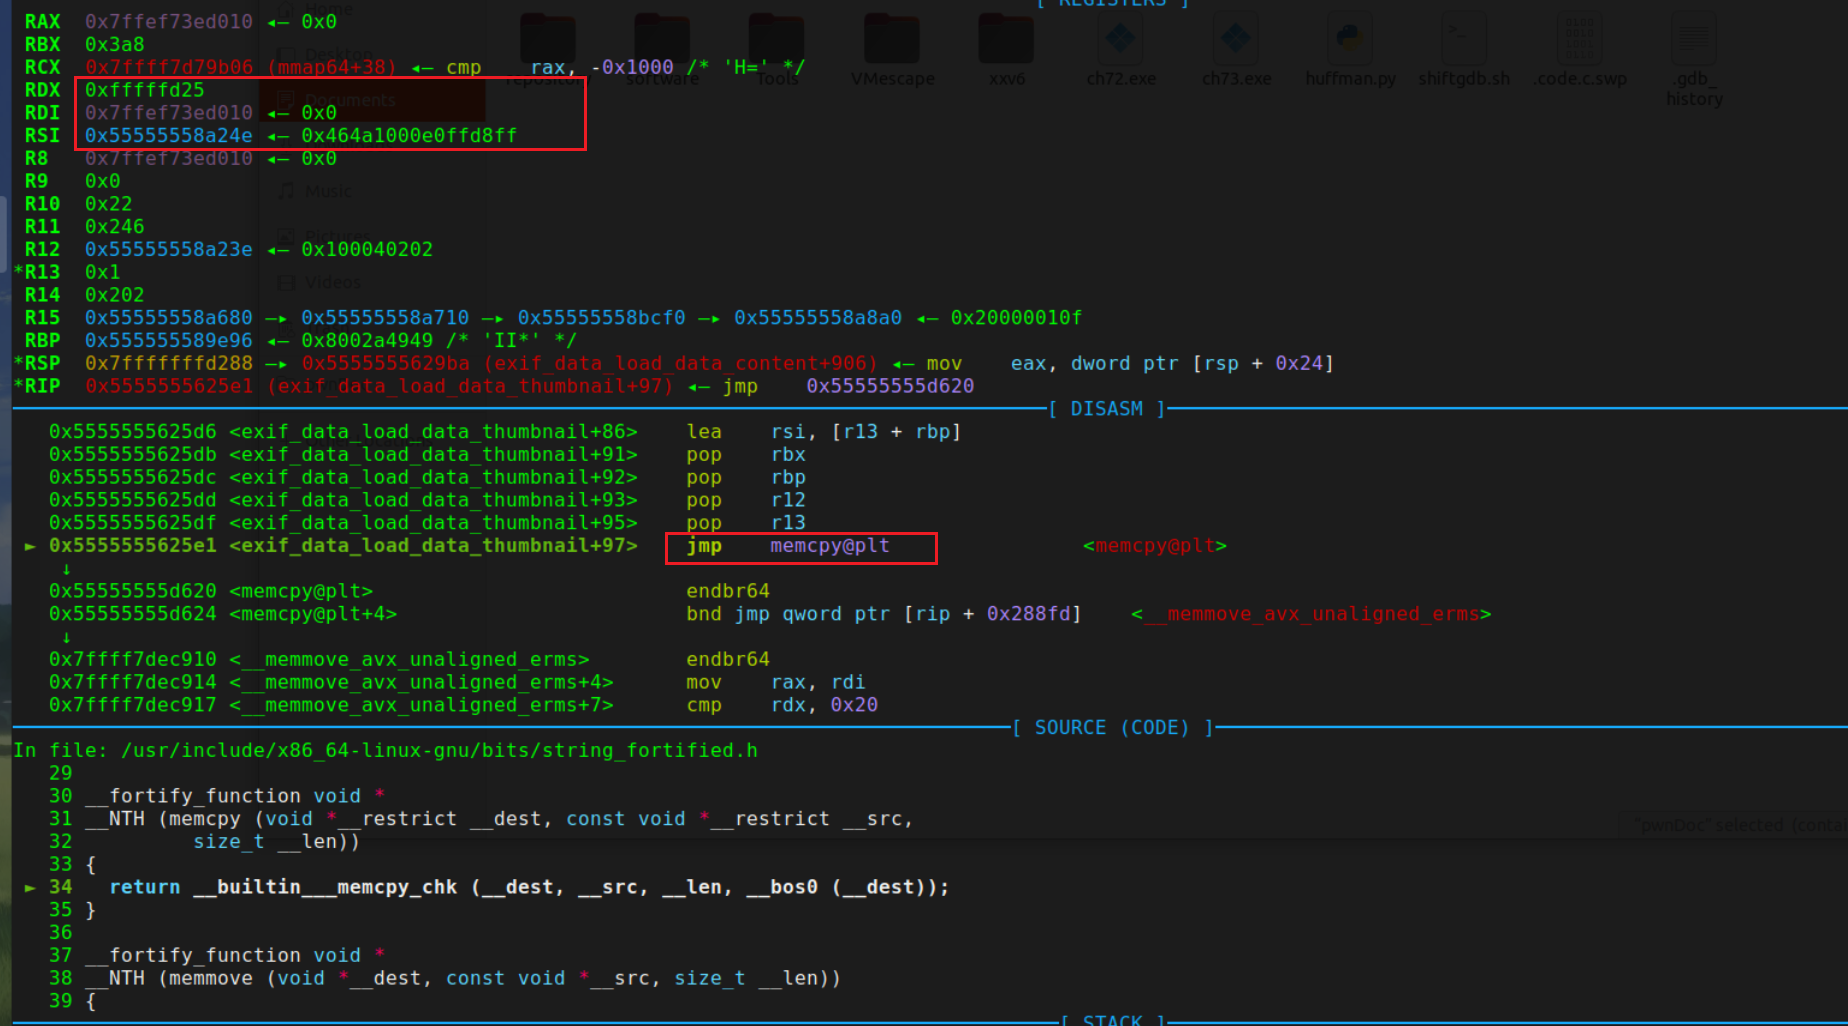 [ REGISTERS ]
RAX  0x7ffef73ed010 ◂— 0x0
RBX  0x3a8
RCX  0x7ffff7d79b06 (mmap64+38) ◂— cmp    rax, -0x1000 /* 'H=' */
RDX  0xfffffd25
RDI  0x7ffef73ed010 ◂— 0x0
RSI  0x55555558a24e ◂— 0x464a1000e0ffd8ff
R8   0x7ffef73ed010 ◂— 0x0
R9   0x0
R10  0x22
R11  0x246
R12  0x55555558a23e ◂— 0x100040202
*R13  0x1
R14  0x202
R15  0x55555558a680 —▸ 0x55555558a710 —▸ 0x55555558bcf0 —▸ 0x55555558a8a0 ◂— 0x20000010f
RBP  0x555555589e96 ◂— 0x8002a4949 /* 'II*' */
*RSP  0x7fffffffd288 —▸ 0x5555555629ba (exif_data_load_data_content+906) ◂— mov    eax, dword ptr [rsp + 0x24]
*RIP  0x5555555625e1 (exif_data_load_data_thumbnail+97) ◂— jmp    0x55555555d620
Home
Desktop
Documents
Music
Pictures
Videos
repository
software
Tools
VMescape
xxv6
ch72.exe
ch73.exe
huffman.py
shiftgdb.sh
.code.c.swp
.gdb_
history
[ DISASM ]
0x5555555625d6 <exif_data_load_data_thumbnail+86>    lea    rsi, [r13 + rbp]
0x5555555625db <exif_data_load_data_thumbnail+91>    pop    rbx
0x5555555625dc <exif_data_load_data_thumbnail+92>    pop    rbp
0x5555555625dd <exif_data_load_data_thumbnail+93>    pop    r12
0x5555555625df <exif_data_load_data_thumbnail+95>    pop    r13
► 0x5555555625e1 <exif_data_load_data_thumbnail+97>    jmp    memcpy@plt    <memcpy@plt>
↓
0x55555555d620 <memcpy@plt>    endbr64
0x55555555d624 <memcpy@plt+4>    bnd jmp qword ptr [rip + 0x288fd]    <__memmove_avx_unaligned_erms>
↓
0x7ffff7dec910 <__memmove_avx_unaligned_erms>    endbr64
0x7ffff7dec914 <__memmove_avx_unaligned_erms+4>    mov    rax, rdi
0x7ffff7dec917 <__memmove_avx_unaligned_erms+7>    cmp    rdx, 0x20
[ SOURCE (CODE) ]
In file: /usr/include/x86_64-linux-gnu/bits/string_fortified.h
29
30 __fortify_function void *
31 __NTH (memcpy (void *__restrict __dest, const void *__restrict __src,
32          size_t __len))
33 {
► 34   return __builtin___memcpy_chk (__dest, __src, __len, __bos0 (__dest));
35 }
36
37 __fortify_function void *
38 __NTH (memmove (void *__dest, const void *__src, size_t __len))
39 {
"pwnDoc" selected (contai
[ STACK ]